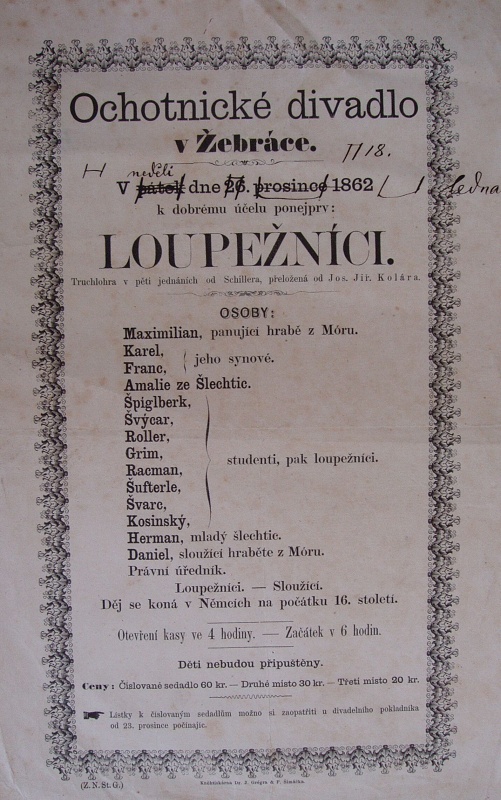 Ochotnické divadlo
v Žebráce.
18.
neděli
V pátek dne 26. prosince 1862
k dobrému účelu ponejprv:
LOUPEŽNÍCI.
Truchlohra v pěti jednáních od Schillera, přeložená od Jos. Jiř. Kolára.
OSOBY:
Maximilian, panující hrabě z Móru.
Karel,
Franc,
jeho synové.
Amalie ze Šlechtic.
Špiglberk,
Švýcar,
Roller,
Grim,
Racman,
Šufterle,
Švarc,
Kosinský,
studenti, pak loupežníci.
Herman, mladý šlechtic.
Daniel, sloužící hraběte z Móru.
Právní úředník.
Loupežníci. — Sloužící.
Děj se koná v Němcích na počátku 16. století.
Otevření kasy ve 4 hodiny. — Začátek v 6 hodin.
Děti nebudou připuštěny.
Ceny: Číslované sedadlo 60 kr. — Druhé místo 30 kr. — Třetí místo 20 kr.
Lístky k číslovaným sedadlům možno si zaopatřiti u divadelního pokladníka
od 23. prosince počínajíc.
(Z. N. St. G.)
Knihtiskárna Dr. J. Grégra & F. Šimáčka.